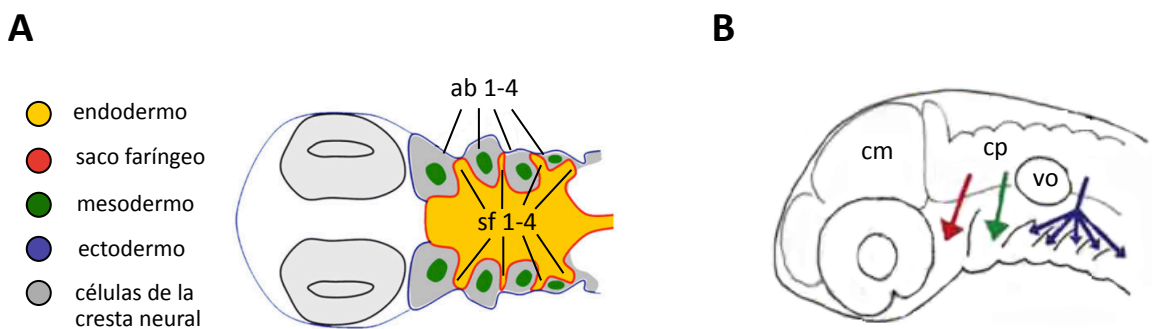 A
B
endodermo
saco faríngeo
mesodermo
ectodermo
células de la
cresta neural
ab 1-4
sf 1-4
cm
cp
vo